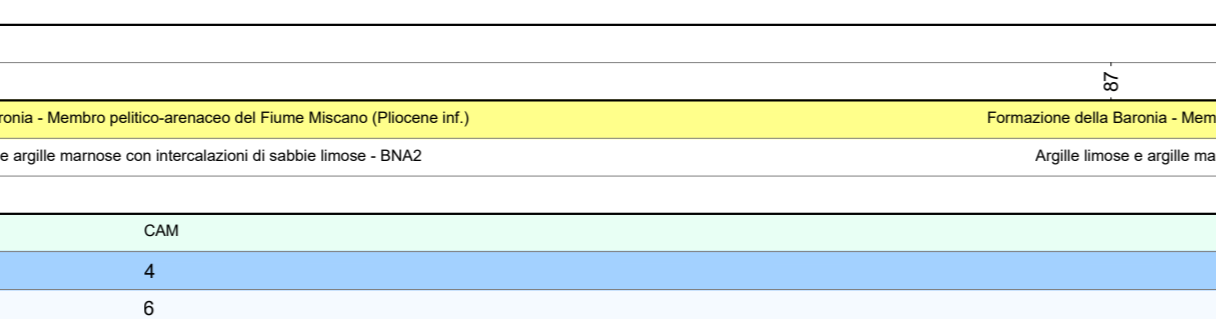 87
ronia - Membro pelitico-arenaceo del Fiume Miscano (Pliocene inf.) Formazione della Baronia - Mem
e argille marnose con intercalazioni di sabbie limose - BNA2 Argille limose e argille ma
CAM
4
6